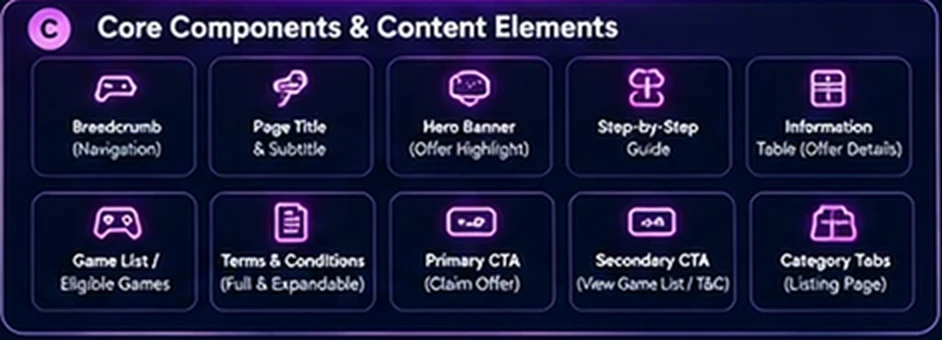 C Core Components & Content Elements
Breedcrumb
(Navigation)
Page Title
& Subtitle
Hero Banner
(Offer Highlight)
Step-by-Step
Guide
Information
Table (Offer Details)
Game List /
Eligible Games
Terms & Conditions
(Full & Expandable)
Primary CTA
(Claim Offer)
Secondary CTA
(View Game List / T&C)
Category Tabs
(Listing Page)